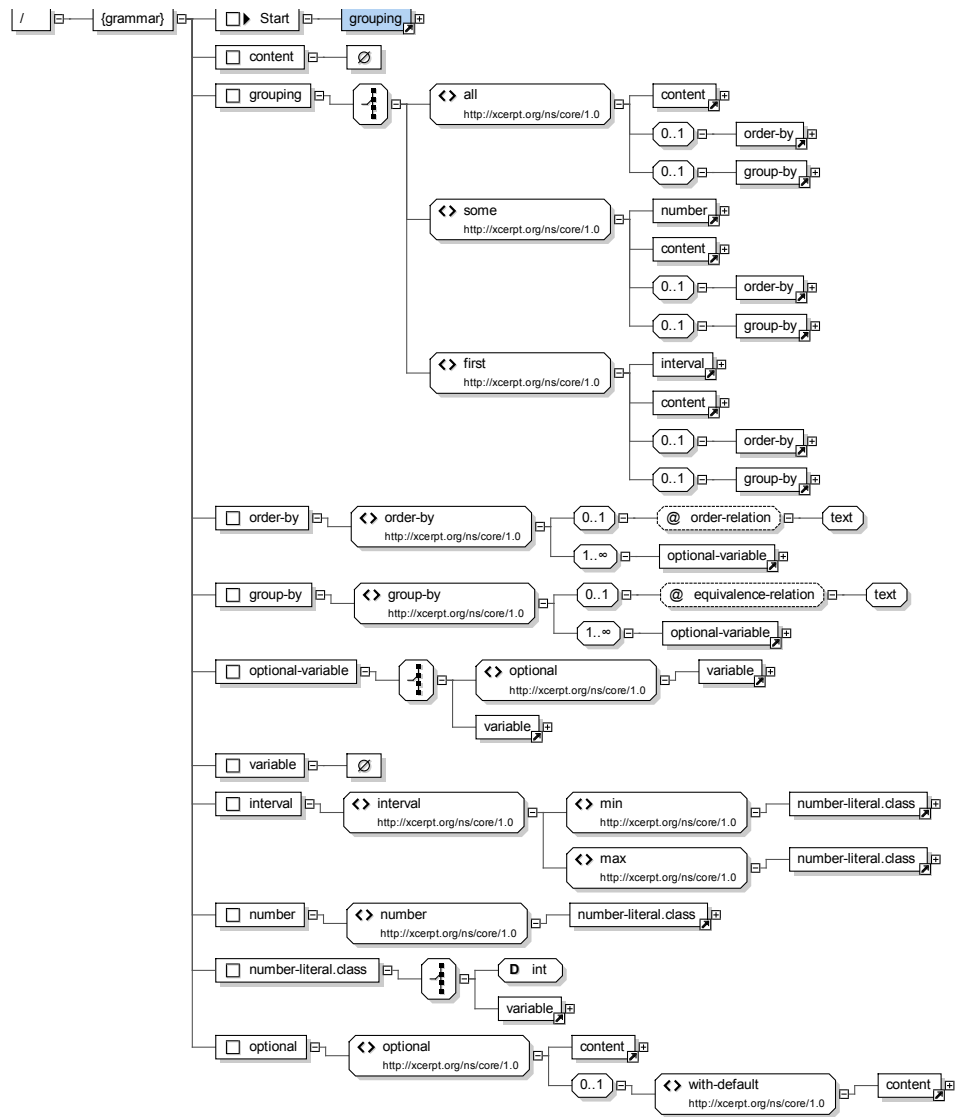 / {grammar} Start grouping
content ∅
grouping all http://xcerpt.org/ns/core/1.0 content
0..1 order-by
0..1 group-by
some http://xcerpt.org/ns/core/1.0 number
content
0..1 order-by
0..1 group-by
first http://xcerpt.org/ns/core/1.0 interval
content
0..1 order-by
0..1 group-by
order-by order-by http://xcerpt.org/ns/core/1.0 0..1 @ order-relation text
1..∞ optional-variable
group-by group-by http://xcerpt.org/ns/core/1.0 0..1 @ equivalence-relation text
1..∞ optional-variable
optional-variable optional http://xcerpt.org/ns/core/1.0 variable
variable
variable ∅
interval interval http://xcerpt.org/ns/core/1.0 min http://xcerpt.org/ns/core/1.0 number-literal.class
max http://xcerpt.org/ns/core/1.0 number-literal.class
number number http://xcerpt.org/ns/core/1.0 number-literal.class
number-literal.class D int
variable
optional optional http://xcerpt.org/ns/core/1.0 content
0..1 with-default http://xcerpt.org/ns/core/1.0 content